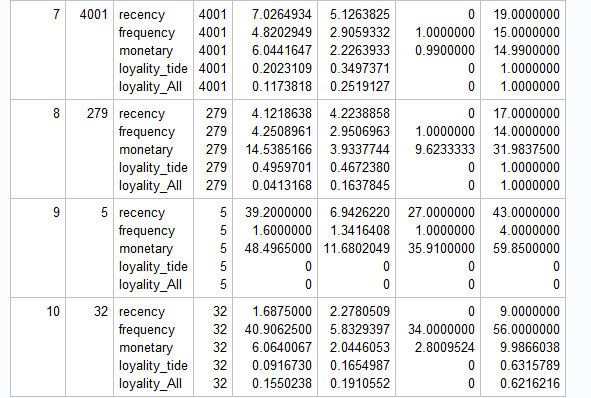 7 4001 recency 4001 7.0264934 5.1263825 0 19.0000000
frequency 4001 4.8202949 2.9059332 1.0000000 15.0000000
monetary 4001 6.0441647 2.2263933 0.9900000 14.9900000
loyality_tide 4001 0.2023109 0.3497371 0 1.0000000
loyality_All 4001 0.1173818 0.2519127 0 1.0000000
8 279 recency 279 4.1218638 4.2238858 0 17.0000000
frequency 279 4.2508961 2.9506963 1.0000000 14.0000000
monetary 279 14.5385166 3.9337744 9.6233333 31.9837500
loyality_tide 279 0.4959701 0.4672380 0 1.0000000
loyality_All 279 0.0413168 0.1637845 0 1.0000000
9 5 recency 5 39.2000000 6.9426220 27.0000000 43.0000000
frequency 5 1.6000000 1.3416408 1.0000000 4.0000000
monetary 5 48.4965000 11.6802049 35.9100000 59.8500000
loyality_tide 5 0 0 0 0
loyality_All 5 0 0 0 0
10 32 recency 32 1.6875000 2.2780509 0 9.0000000
frequency 32 40.9062500 5.8329397 34.0000000 56.0000000
monetary 32 6.0640067 2.0446053 2.8009524 9.9866038
loyality_tide 32 0.0916730 0.1654987 0 0.6315789
loyality_All 32 0.1550238 0.1910552 0 0.6216216